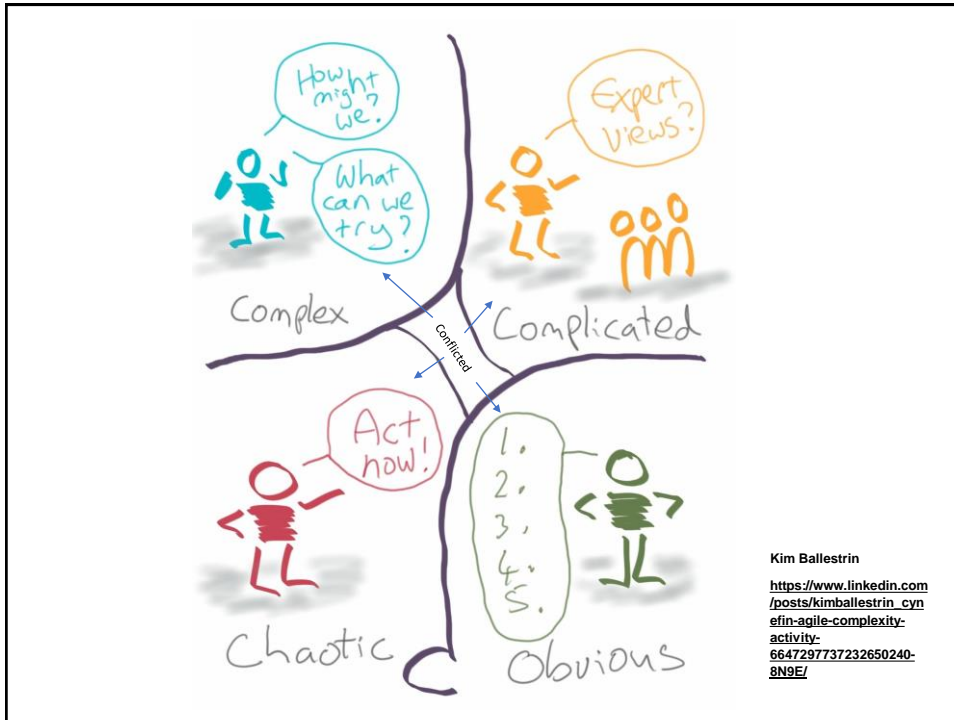 How
might
we?
What
can we
try?
Complex
Expert
views?
Complicated
Conflicted
Act
now!
Chaotic
1.
2.
3.
4.
5.
Obvious
Kim Ballestrin
https://www.linkedin.com
/posts/kimballestrin_cyn
efin-agile-complexity-
activity-
6647297737232650240-
8N9E/